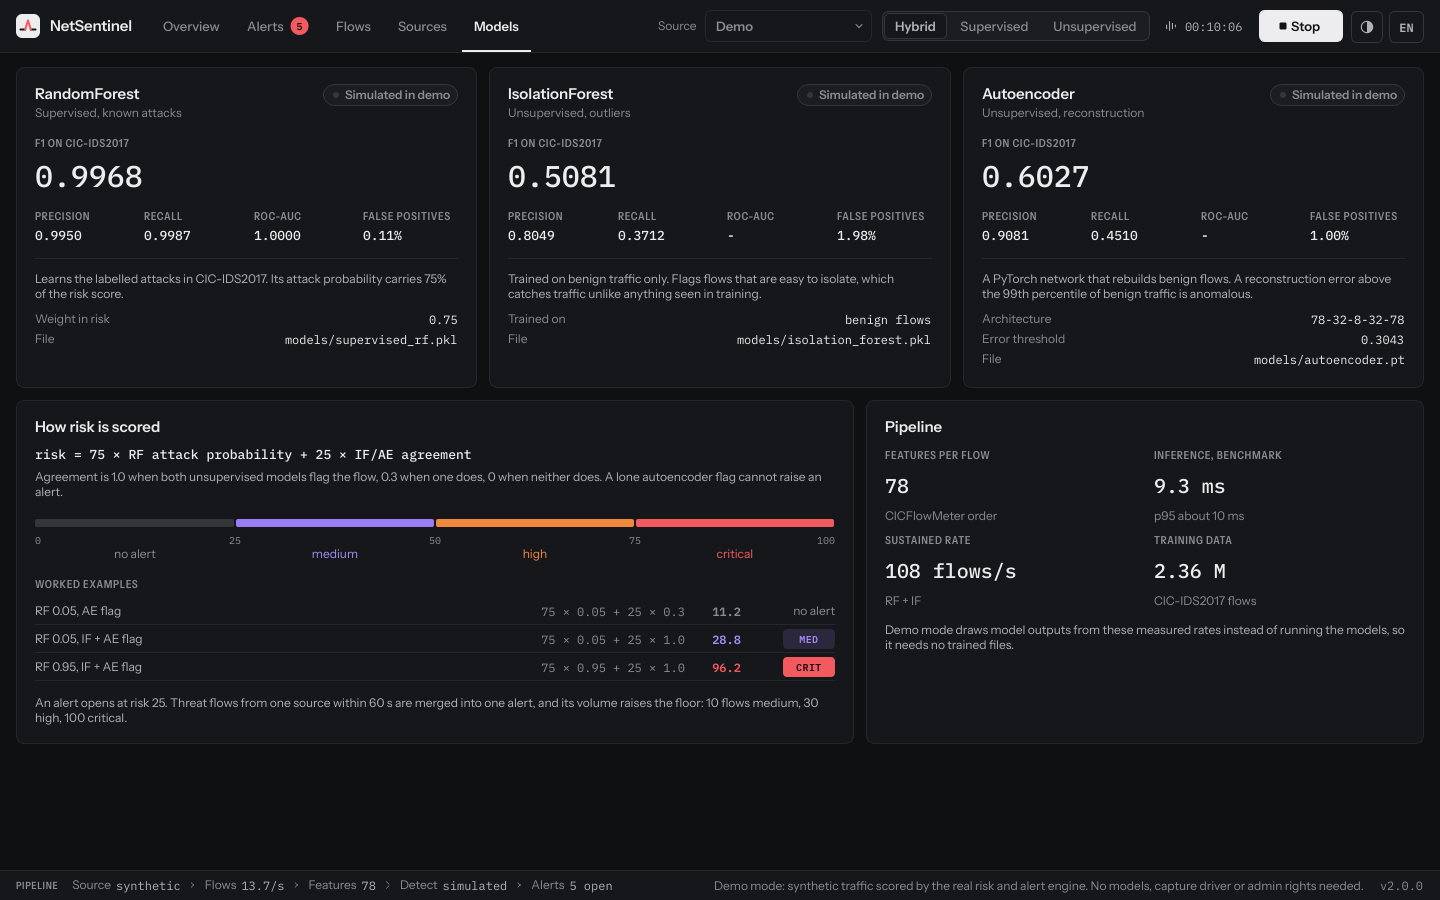 NetSentinel
Overview
Alerts 5
Flows
Sources
Models
Source
Demo
Hybrid
Supervised
Unsupervised
00:10:06
Stop
EN
RandomForest
Simulated in demo
Supervised, known attacks
F1 ON CIC-IDS2017
0.9968
PRECISION RECALL ROC-AUC FALSE POSITIVES
0.9950 0.9987 1.0000 0.11%
Learns the labelled attacks in CIC-IDS2017. Its attack probability carries 75%
of the risk score.
Weight in risk 0.75
File models/supervised_rf.pkl
IsolationForest
Simulated in demo
Unsupervised, outliers
F1 ON CIC-IDS2017
0.5081
PRECISION RECALL ROC-AUC FALSE POSITIVES
0.8049 0.3712 - 1.98%
Trained on benign traffic only. Flags flows that are easy to isolate, which
catches traffic unlike anything seen in training.
Trained on benign flows
File models/isolation_forest.pkl
Autoencoder
Simulated in demo
Unsupervised, reconstruction
F1 ON CIC-IDS2017
0.6027
PRECISION RECALL ROC-AUC FALSE POSITIVES
0.9081 0.4510 - 1.00%
A PyTorch network that rebuilds benign flows. A reconstruction error above
the 99th percentile of benign traffic is anomalous.
Architecture 78-32-8-32-78
Error threshold 0.3043
File models/autoencoder.pt
How risk is scored
risk = 75 × RF attack probability + 25 × IF/AE agreement
Agreement is 1.0 when both unsupervised models flag the flow, 0.3 when one does, 0 when neither does. A lone autoencoder flag cannot raise an
alert.
0 25 50 75 100
no alert medium high critical
WORKED EXAMPLES
RF 0.05, AE flag 75 × 0.05 + 25 × 0.3 11.2 no alert
RF 0.05, IF + AE flag 75 × 0.05 + 25 × 1.0 28.8 MED
RF 0.95, IF + AE flag 75 × 0.95 + 25 × 1.0 96.2 CRIT
An alert opens at risk 25. Threat flows from one source within 60 s are merged into one alert, and its volume raises the floor: 10 flows medium, 30
high, 100 critical.
Pipeline
FEATURES PER FLOW
78
CICFlowMeter order
INFERENCE, BENCHMARK
9.3 ms
p95 about 10 ms
SUSTAINED RATE
108 flows/s
RF + IF
TRAINING DATA
2.36 M
CIC-IDS2017 flows
Demo mode draws model outputs from these measured rates instead of running the models, so
it needs no trained files.
PIPELINE Source synthetic › Flows 13.7/s › Features 78 › Detect simulated › Alerts 5 open
Demo mode: synthetic traffic scored by the real risk and alert engine. No models, capture driver or admin rights needed. v2.0.0